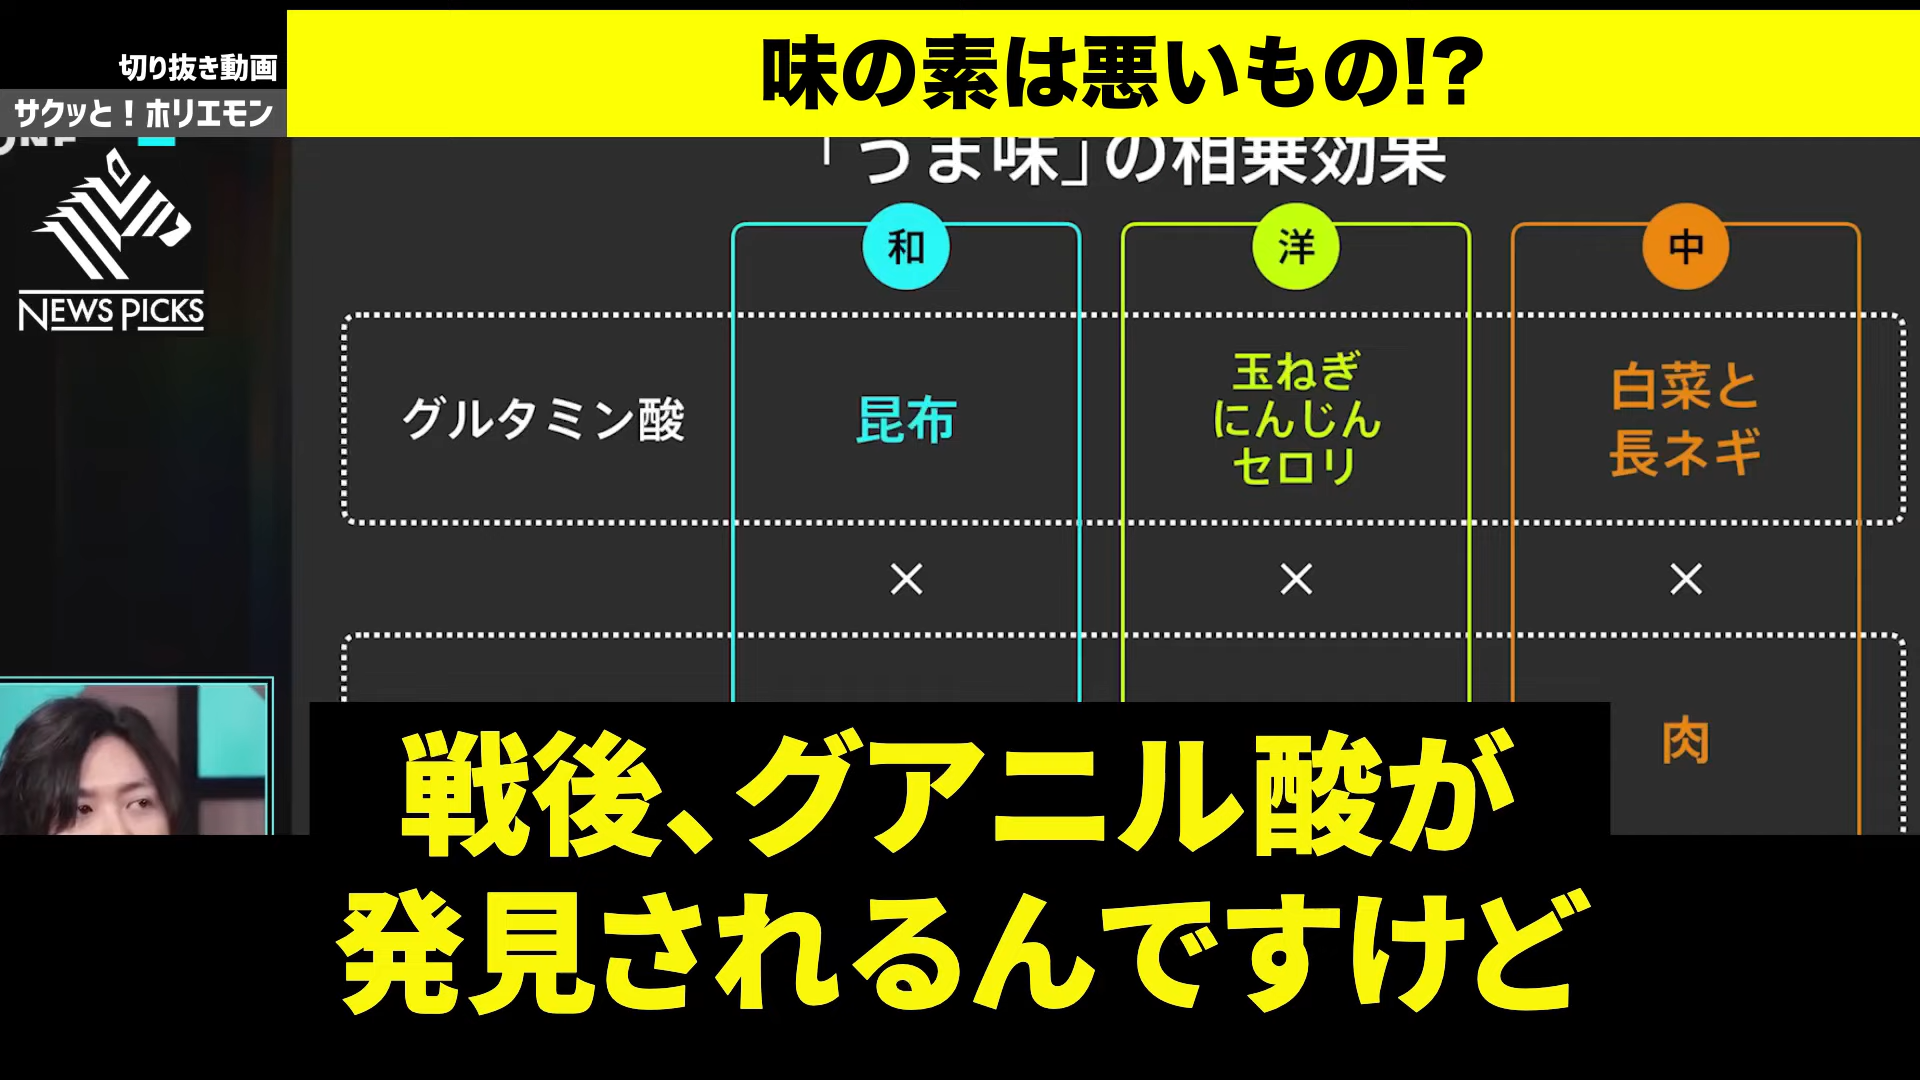 味の素は悪いもの!?
切り抜き動画
サクッと！ホリエモン
「うま味」の相乗効果
NEWS PICKS
和
洋
中
グルタミン酸
昆布
玉ねぎ
にんじん
セロリ
白菜と
長ネギ
×
×
×
肉
戦後、グアニル酸が
発見されるんですけど